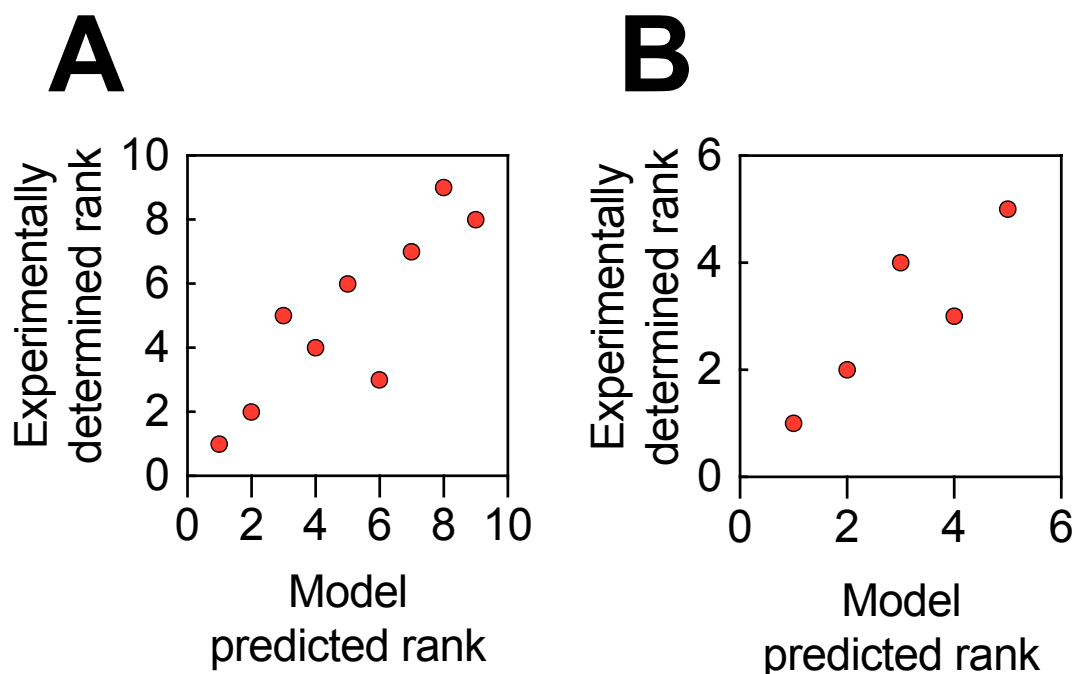 A
Experimentally
determined rank
10
8
6
4
2
0
0 2 4 6 8 10
Model
predicted rank
B
Experimentally
determined rank
6
4
2
0
0 2 4 6
Model
predicted rank